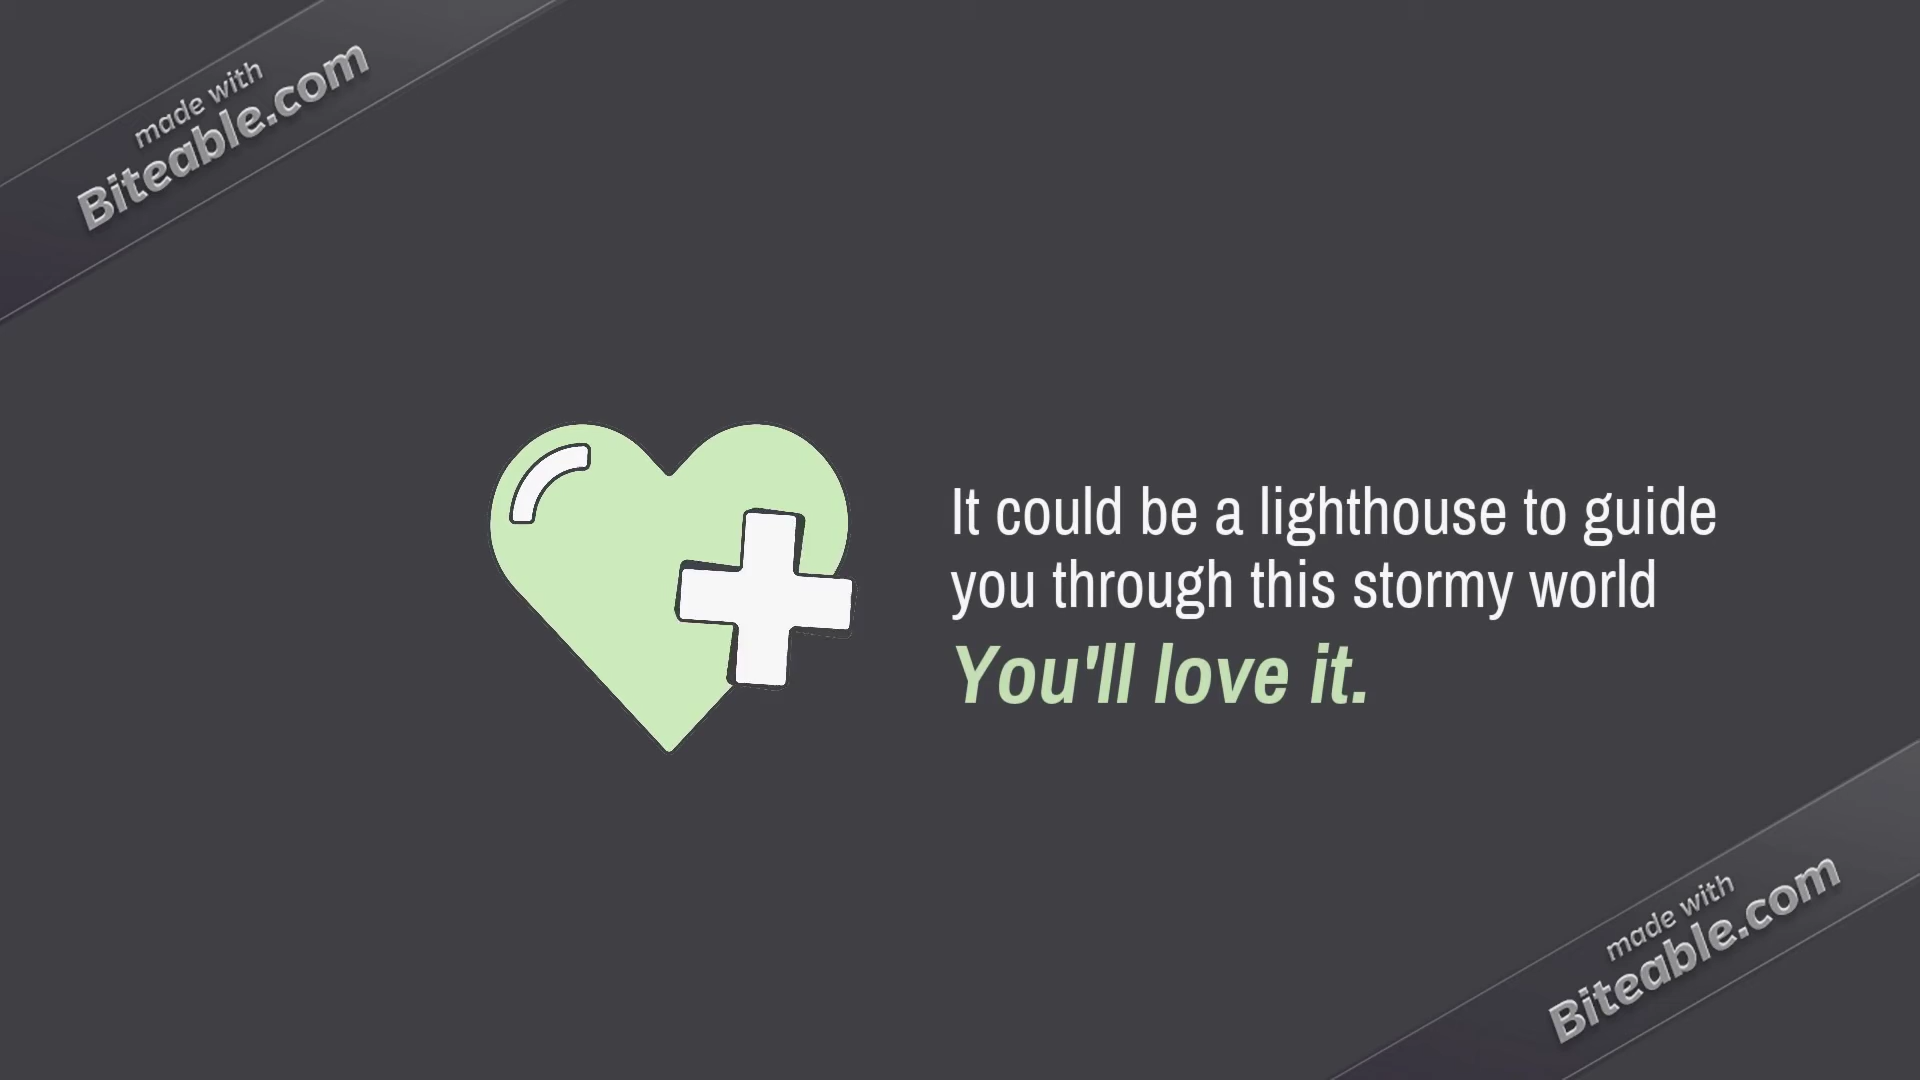 made with
Biteable.com
It could be a lighthouse to guide
you through this stormy world
You'll love it.
made with
Biteable.com